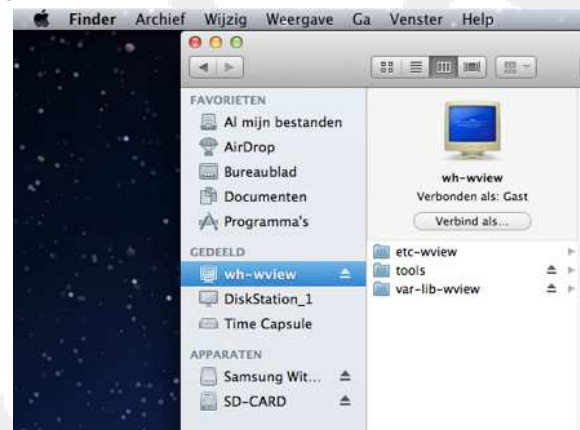 Finder Archief Wijzig Weergave Ga Venster Help
FAVORIETEN
Al mijn bestanden
AirDrop
Bureaublad
Documenten
Programma's
GEDEELD
wh-wview
DiskStation_1
Time Capsule
APPARATEN
Samsung Wit...
SD-CARD
wh-wview
Verbonden als: Gast
Verbind als...
etc-wview
tools
var-lib-wview